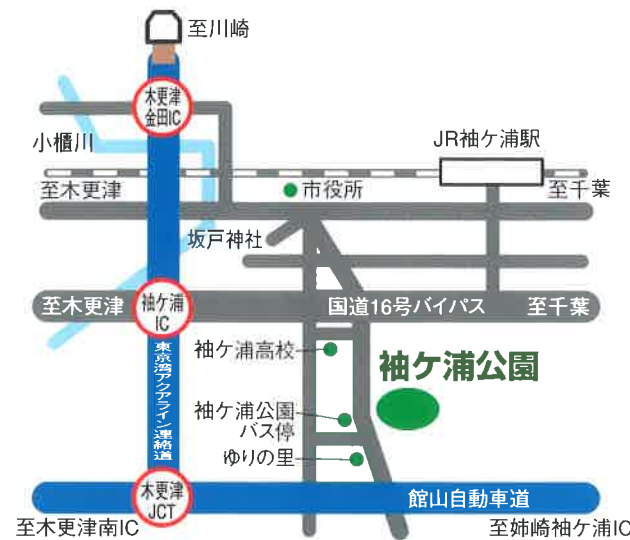 至川崎
木更津
金田IC
小櫃川
JR袖ケ浦駅
至木更津
市役所
至千葉
坂戸神社
至木更津
袖ケ浦
IC
国道16号バイパス
至千葉
東京湾アクアライン連絡道
袖ケ浦高校
袖ケ浦公園
袖ケ浦公園
バス停
ゆりの里
木更津
JCT
館山自動車道
至木更津南IC
至姉崎袖ケ浦IC